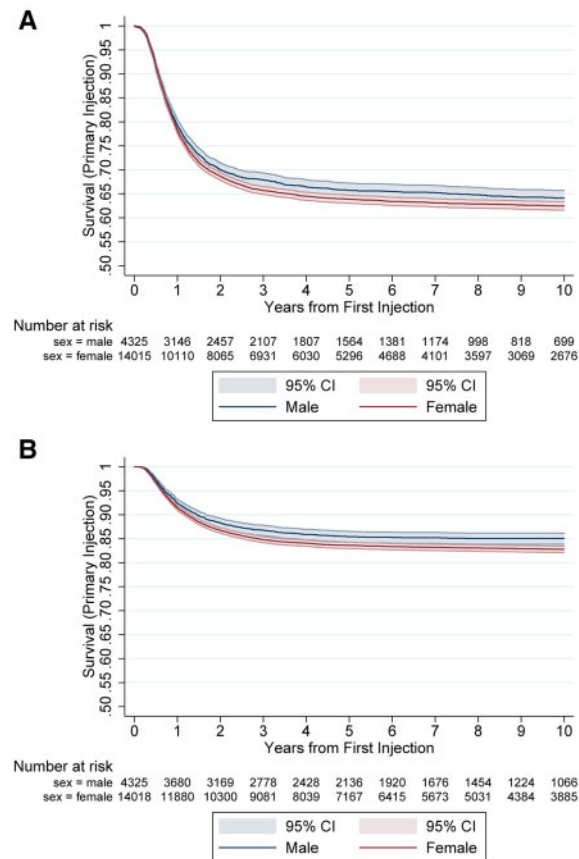 A
Survival (Primary Injection)
1
.95
.90
.85
.80
.75
.70
.65
.60
.55
.50
0 1 2 3 4 5 6 7 8 9 10
Years from First Injection
Number at risk
sex = male 4325 3146 2457 2107 1807 1564 1381 1174 998 818 699
sex = female 14015 10110 8065 6931 6030 5296 4688 4101 3597 3069 2676
95% CI 95% CI
Male Female
B
Survival (Primary Injection)
1
.95
.90
.85
.80
.75
.70
.65
.60
.55
.50
0 1 2 3 4 5 6 7 8 9 10
Years from First Injection
Number at risk
sex = male 4325 3680 3169 2778 2428 2136 1920 1676 1454 1224 1066
sex = female 14018 11880 10300 9081 8039 7167 6415 5673 5031 4384 3885
95% CI 95% CI
Male Female